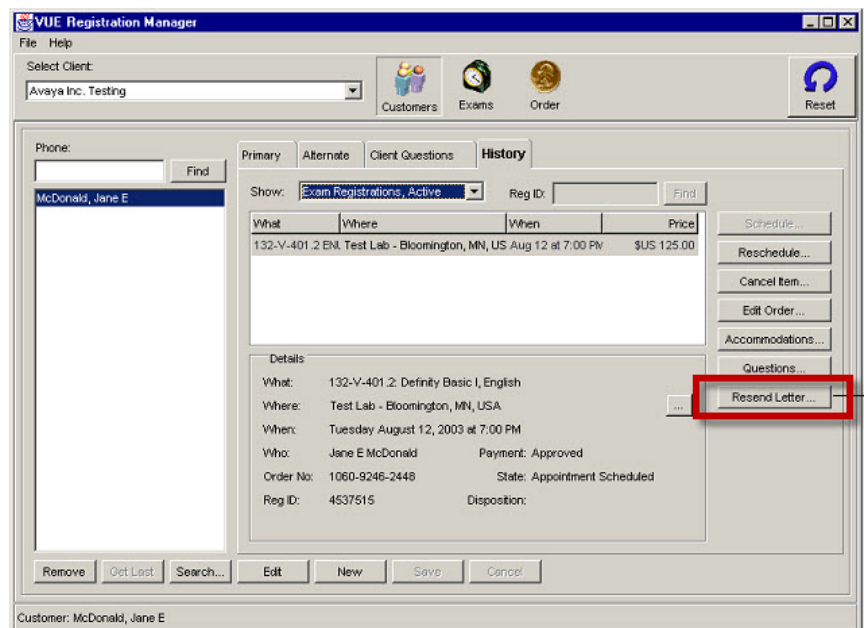 VUE Registration Manager
File Help
Select Client:
Avaya Inc. Testing
Customers Exams Order Reset
Phone:
Find
McDonald, Jane E
Primary Alternate Client Questions History
Show: Exam Registrations, Active Reg ID: Find
What Where When Price
132-V-401.2 EN Test Lab - Bloomington, MN, US Aug 12 at 7:00 PM $US 125.00
Schedule...
Reschedule...
Cancel Item...
Edit Order...
Accommodations...
Questions...
Resend Letter...
Details
What: 132-V-401.2: Definity Basic I, English
Where: Test Lab - Bloomington, MN, USA
...
When: Tuesday August 12, 2003 at 7:00 PM
Who: Jane E McDonald Payment: Approved
Order No: 1060-9246-2448 State: Appointment Scheduled
Reg ID: 4537515 Disposition:
Remove Get Last Search... Edit New Save Cancel
Customer: McDonald, Jane E